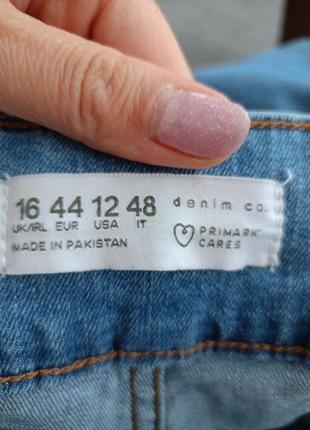 16 44 12 48 denim co.
UK/IRL EUR USA IT PRIMARK®
MADE IN PAKISTAN CARES